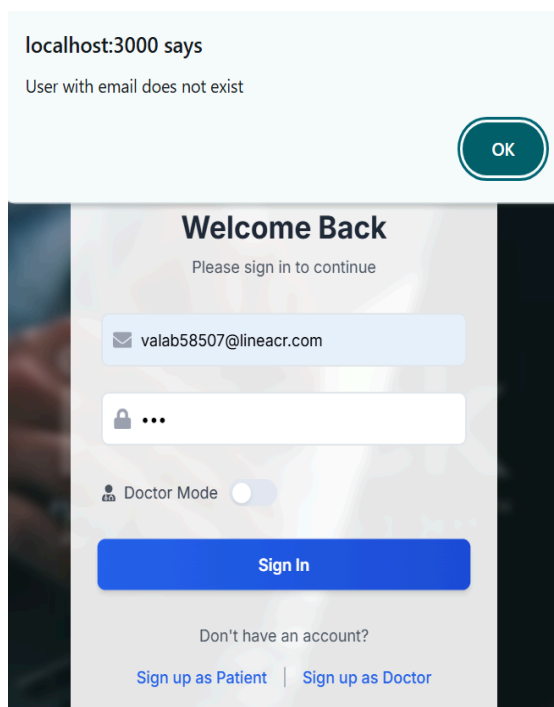 localhost:3000 says
User with email does not exist
OK
Welcome Back
Please sign in to continue
valab58507@lineacr.com
•••
Doctor Mode
Sign In
Don't have an account?
Sign up as Patient | Sign up as Doctor